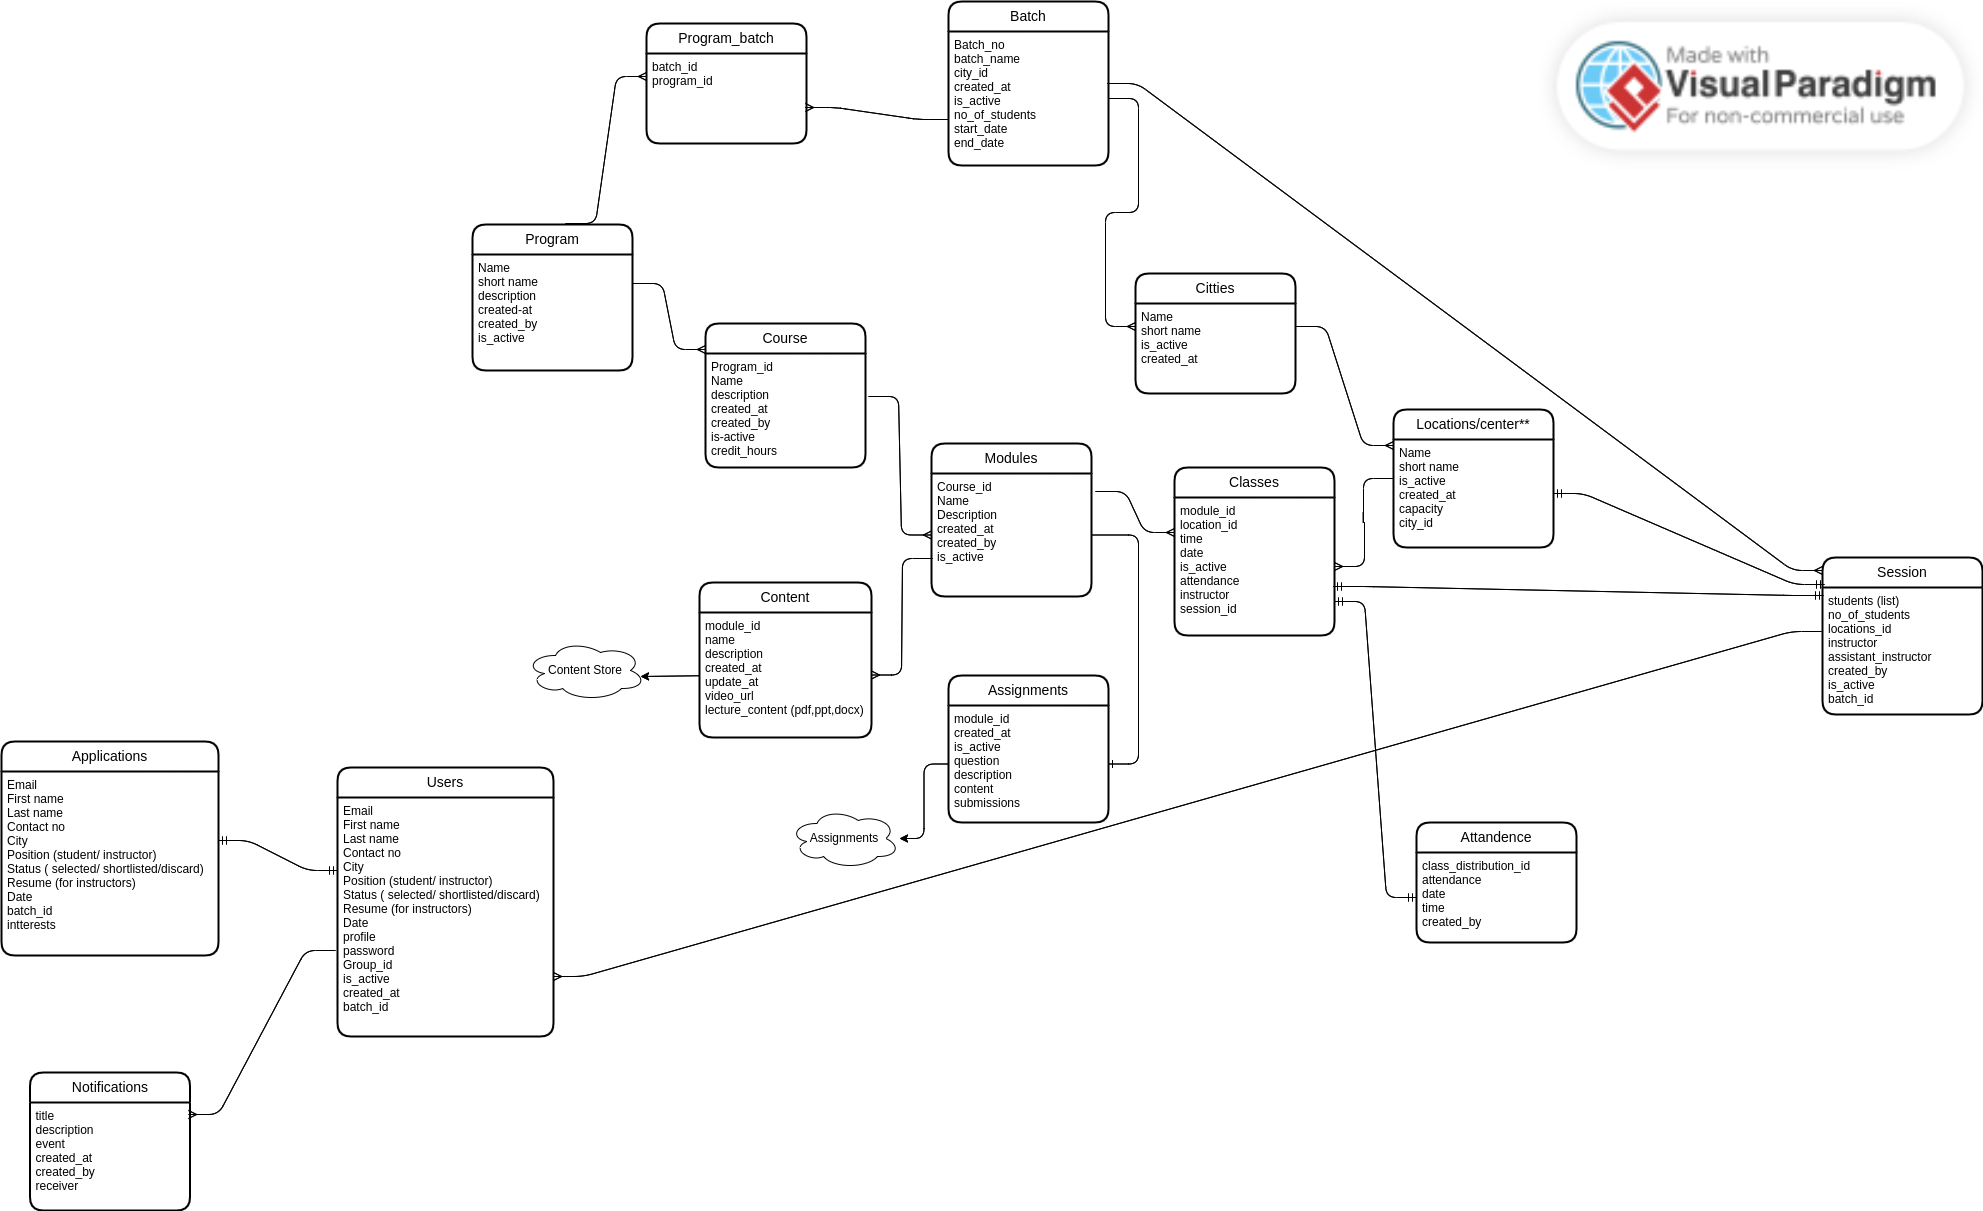 Batch
Batch_no
batch_name
city_id
created_at
is_active
no_of_students
start_date
end_date
Program_batch
batch_id
program_id
Made with
Visual Paradigm
For non-commercial use
Program
Name
short name
description
created-at
created_by
is_active
Citties
Name
short name
is_active
created_at
Course
Program_id
Name
description
created_at
created_by
is-active
credit_hours
Locations/center**
Name
short name
is_active
created_at
capacity
city_id
Modules
Course_id
Name
Description
created_at
created_by
is_active
Classes
module_id
location_id
time
date
is_active
attendance
instructor
session_id
Session
students (list)
no_of_students
locations_id
instructor
assistant_instructor
created_by
is_active
batch_id
Content
module_id
name
description
created_at
update_at
video_url
lecture_content (pdf,ppt,docx)
Content Store
Assignments
module_id
created_at
is_active
question
description
content
submissions
Assignments
Applications
Email
First name
Last name
Contact no
City
Position (student/ instructor)
Status ( selected/ shortlisted/discard)
Resume (for instructors)
Date
batch_id
intterests
Users
Email
First name
Last name
Contact no
City
Position (student/ instructor)
Status ( selected/ shortlisted/discard)
Resume (for instructors)
Date
profile
password
Group_id
is_active
created_at
batch_id
Attandence
class_distribution_id
attendance
date
time
created_by
Notifications
title
description
event
created_at
created_by
receiver